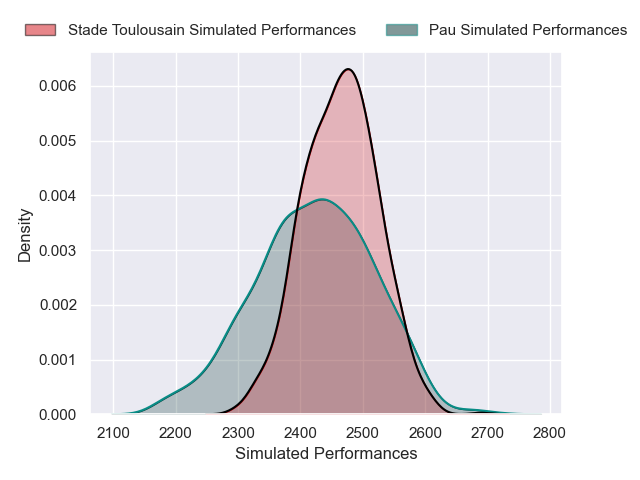 Stade Toulousain Simulated Performances
Pau Simulated Performances
0.006
0.005
0.004
0.003
0.002
0.001
0.000
Density
2100 2200 2300 2400 2500 2600 2700 2800
Simulated Performances